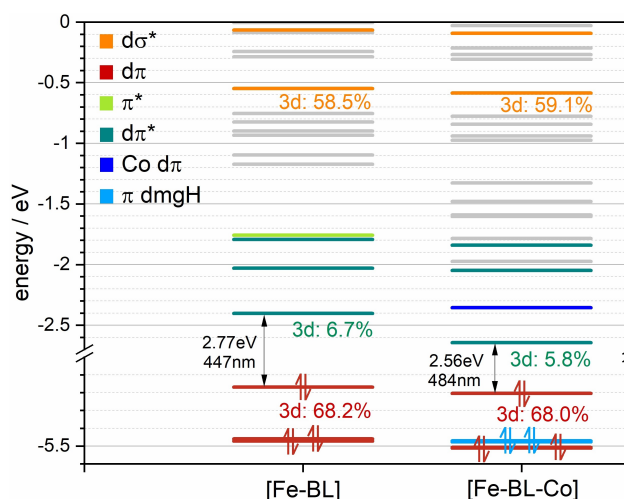 0
-0.5
-1
-1.5
-2
-2.5
-5.5
energy / eV
dσ*
dπ
π*
dπ*
Co dπ
π dmgH
3d: 58.5%
3d: 59.1%
2.77eV
447nm
3d: 6.7%
2.56eV
484nm
3d: 5.8%
3d: 68.2%
3d: 68.0%
[Fe-BL]
[Fe-BL-Co]